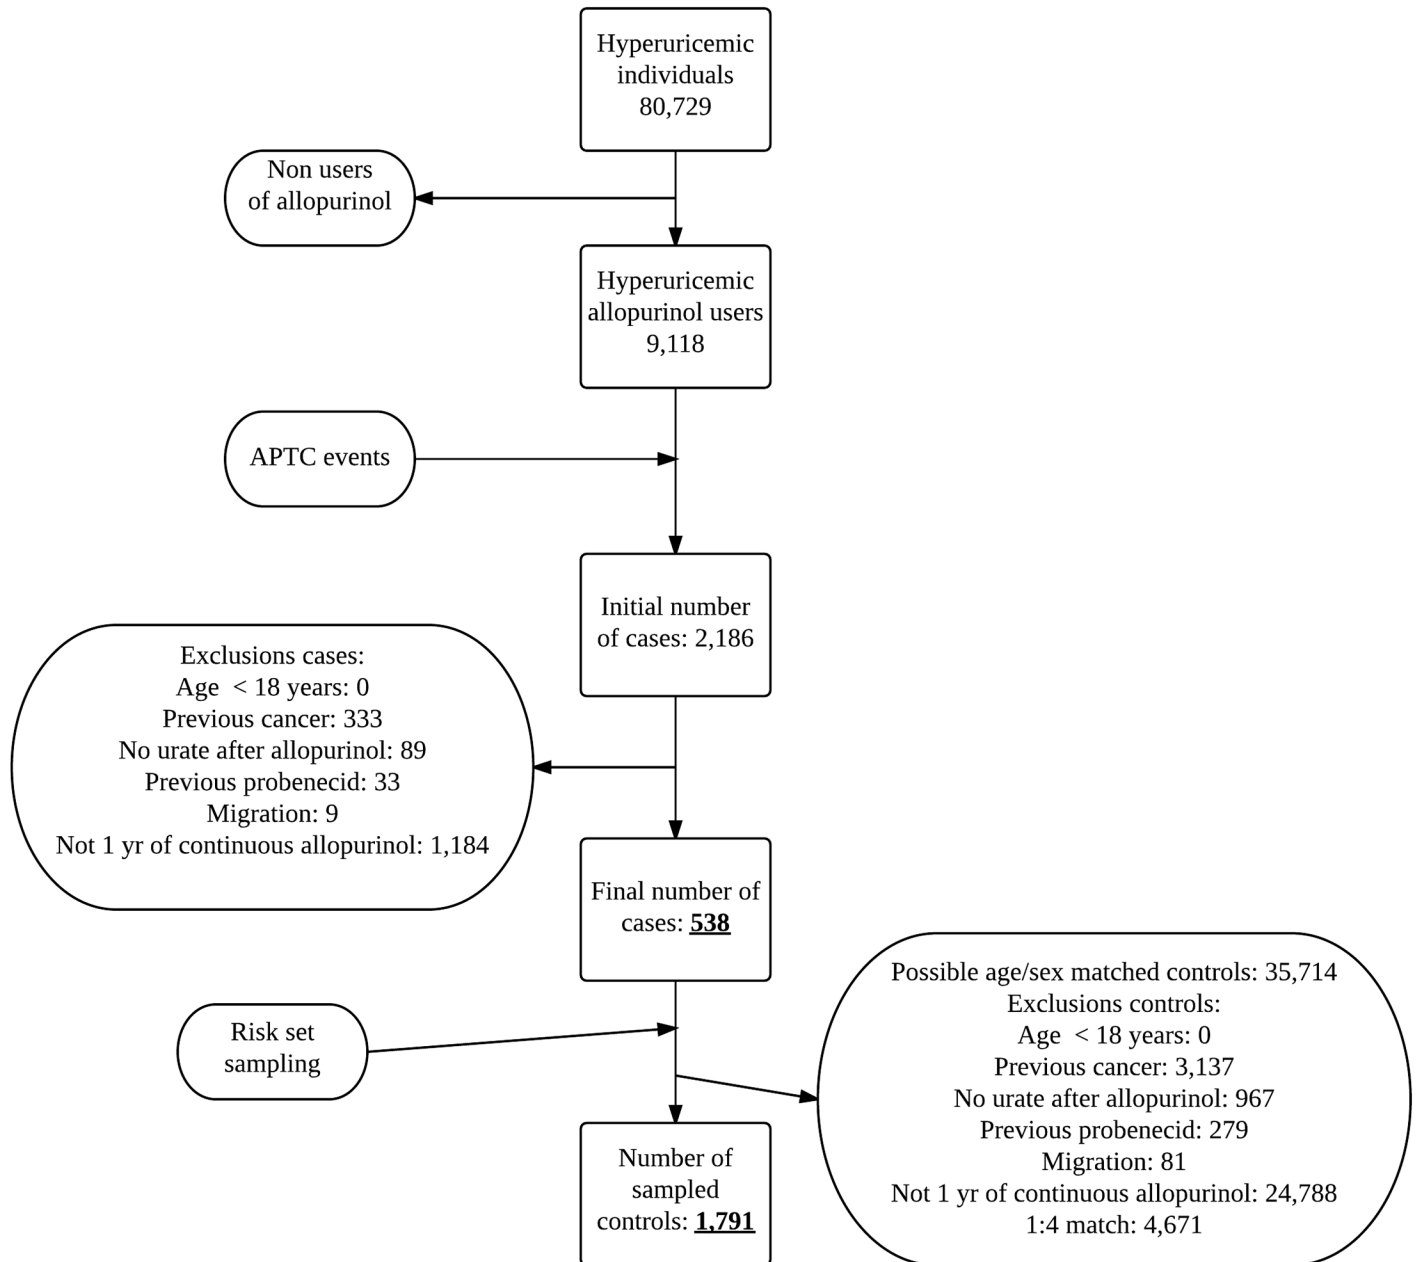 Hyperuricemic
individuals
80,729
Non users
of allopurinol
Hyperuricemic
allopurinol users
9,118
APTC events
Initial number
of cases: 2,186
Exclusions cases:
Age < 18 years: 0
Previous cancer: 333
No urate after allopurinol: 89
Previous probenecid: 33
Migration: 9
Not 1 yr of continuous allopurinol: 1,184
Final number of
cases: 538
Risk set
sampling
Possible age/sex matched controls: 35,714
Exclusions controls:
Age < 18 years: 0
Previous cancer: 3,137
No urate after allopurinol: 967
Previous probenecid: 279
Migration: 81
Not 1 yr of continuous allopurinol: 24,788
1:4 match: 4,671
Number of
sampled
controls: 1,791